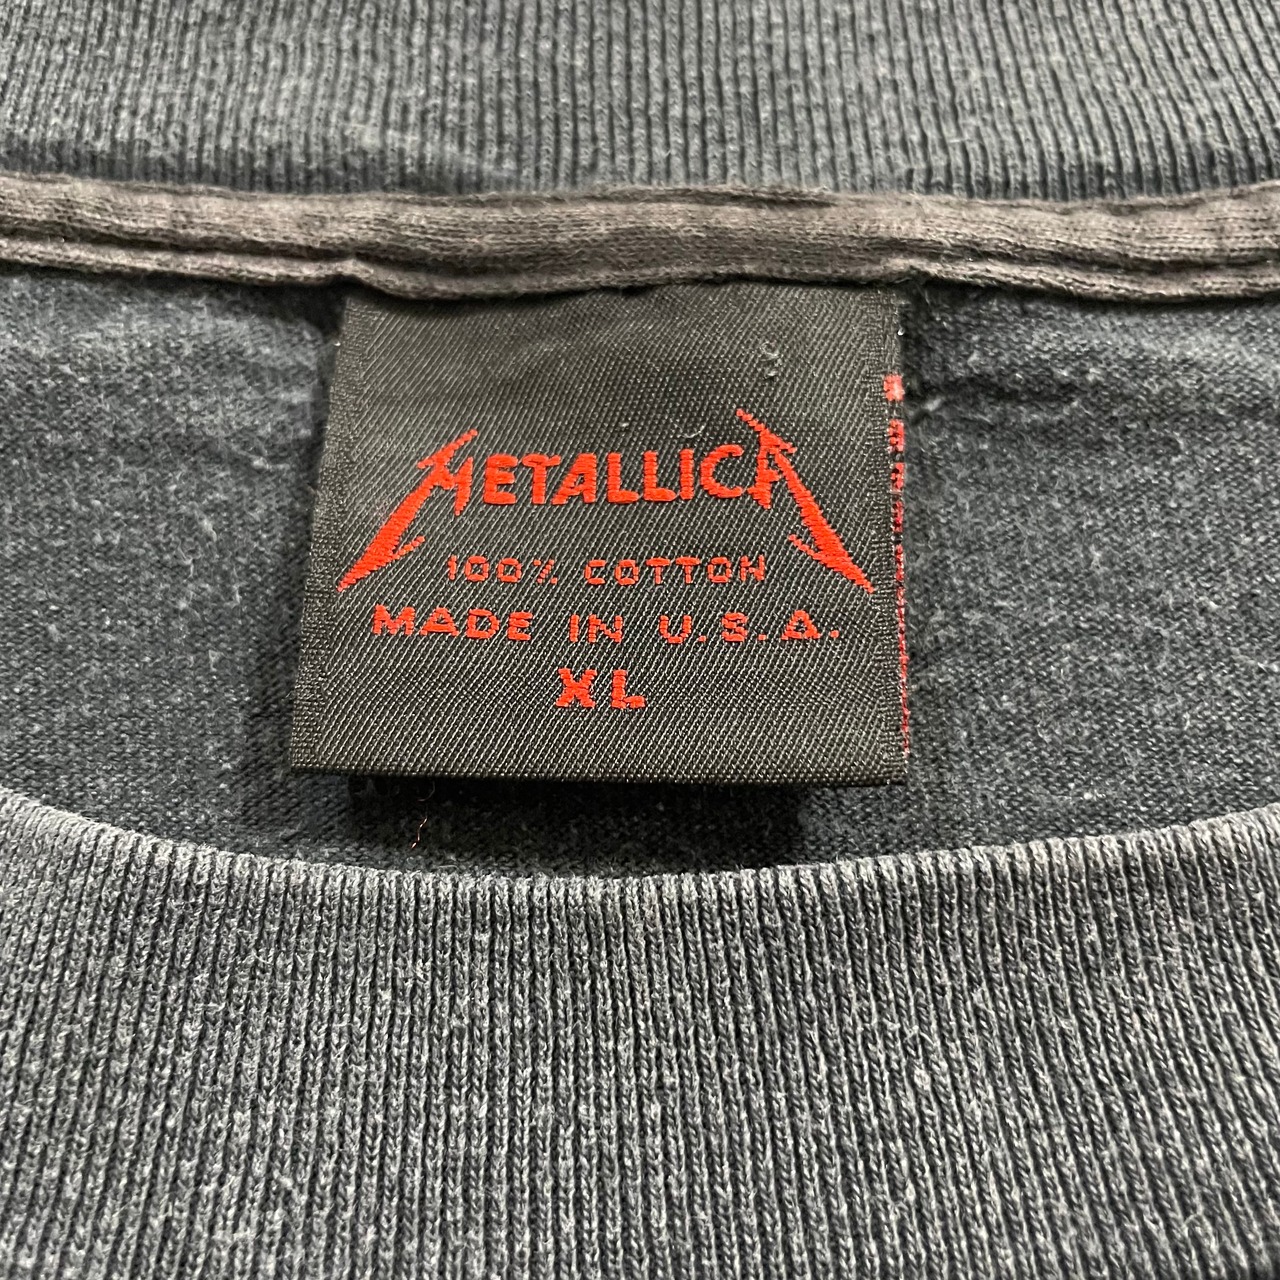 METALLICA
100% COTTON
MADE IN U.S.A.
XL